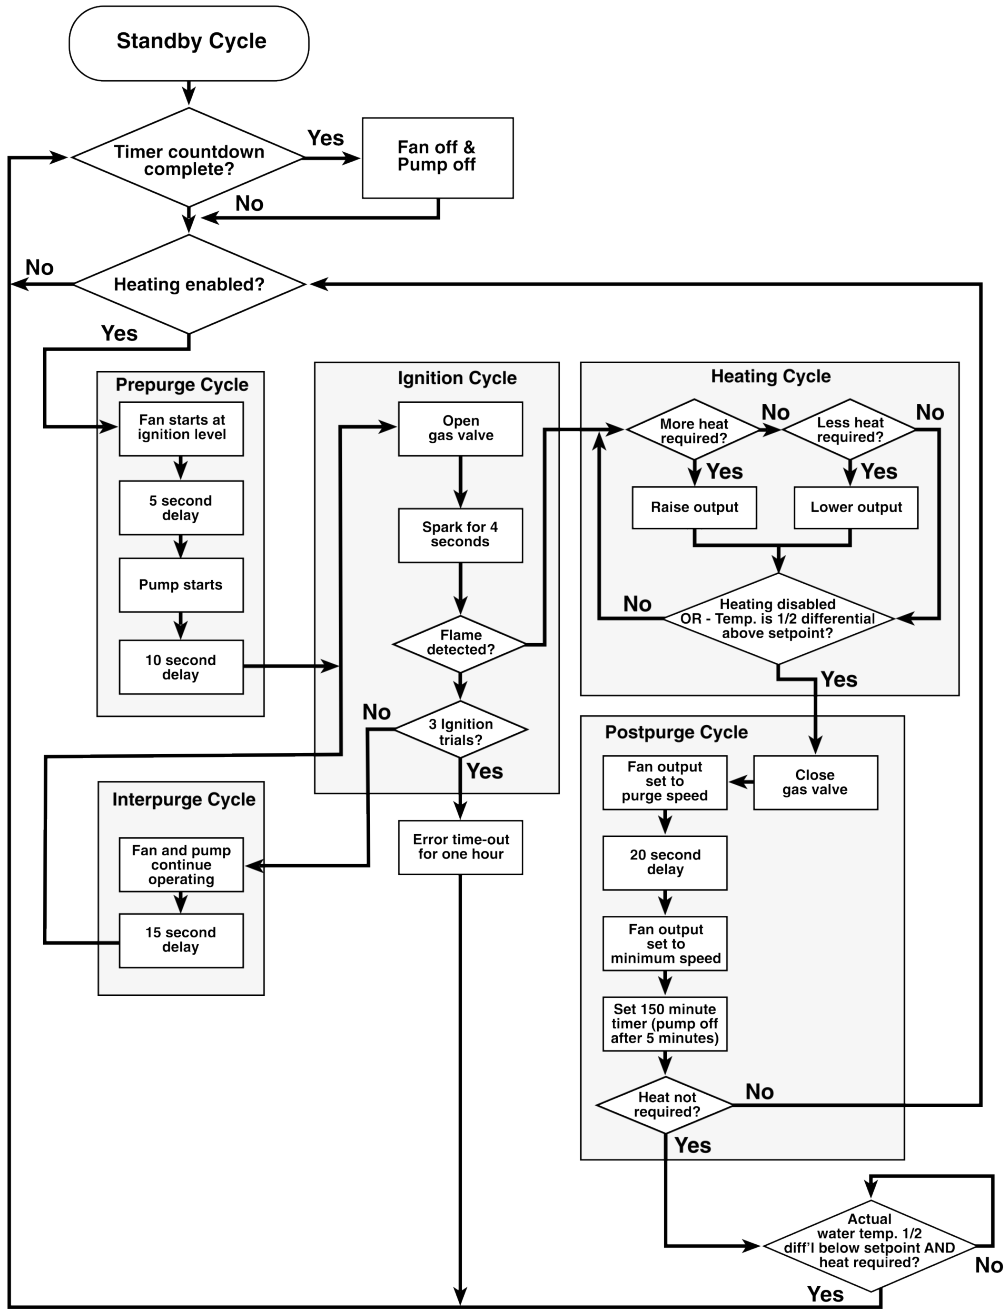 Standby Cycle
Timer countdown
complete?
Yes
Fan off &
Pump off
No
Heating enabled?
No
Yes
Prepurge Cycle
Fan starts at
ignition level
5 second
delay
Pump starts
10 second
delay
Ignition Cycle
Open
gas valve
Spark for 4
seconds
Flame
detected?
3 Ignition
trials?
No
Yes
Error time-out
for one hour
Interpurge Cycle
Fan and pump
continue
operating
15 second
delay
Heating Cycle
More heat
required?
No
Less heat
required?
No
Yes
Yes
Raise output
Lower output
Heating disabled
OR - Temp. is 1/2 differential
above setpoint?
No
Yes
Postpurge Cycle
Close
gas valve
Fan output
set to
purge speed
20 second
delay
Fan output
set to
minimum speed
Set 150 minute
timer (pump off
after 5 minutes)
Heat not
required?
No
Yes
Actual
water temp. 1/2
diff'l below setpoint AND
heat required?
No
Yes